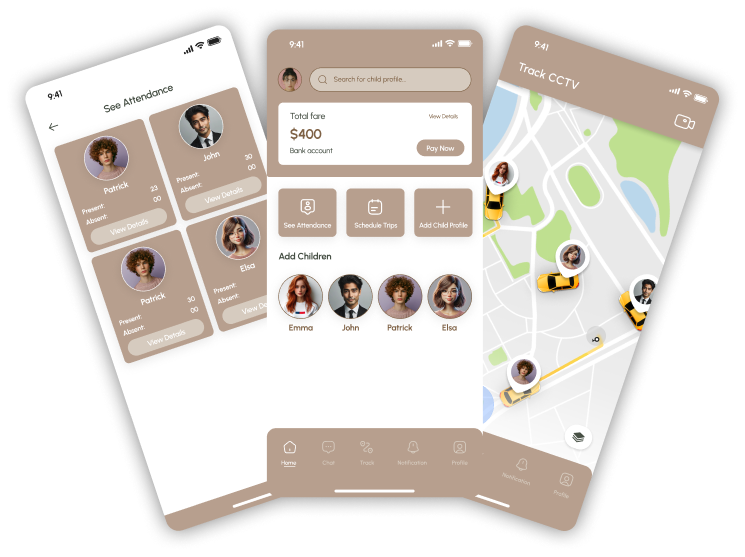 9:41
See Attendance
Patrick
Present: 23
Absent: 00
View Details
John
Present: 30
Absent: 00
View Details
Patrick
Present: 30
Absent: 00
View Details
Elsa
Present:
Absent:
View Details
9:41
Search for child profile..
Total fare
View Details
$400
Bank account
Pay Now
See Attendance
Schedule Trips
Add Child Profile
Add Children
Emma
John
Patrick
Elsa
Home
Chat
Track
Notification
Profile
9:41
Track CCTV
Notification
Profile